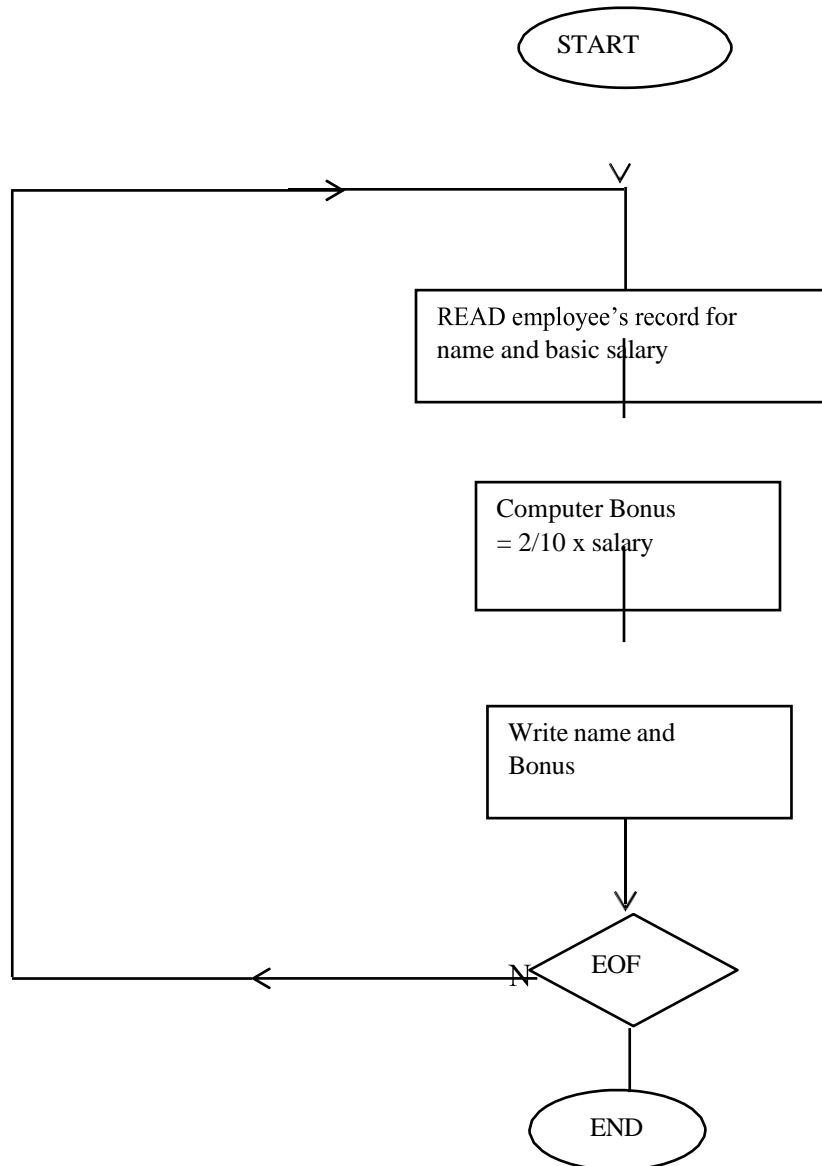 START
READ employee’s record for
name and basic salary
Computer Bonus
= 2/10 x salary
Write name and
Bonus
N
EOF
END